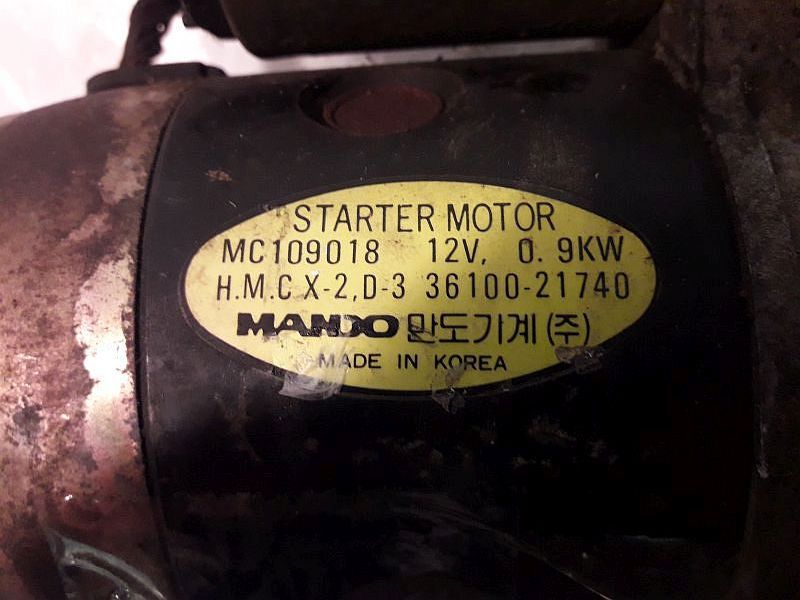 STARTER MOTOR
MC109018 12V, 0.9KW
H.M.C X-2,D-3 36100-21740
MANDO 만도기계(주)
MADE IN KOREA